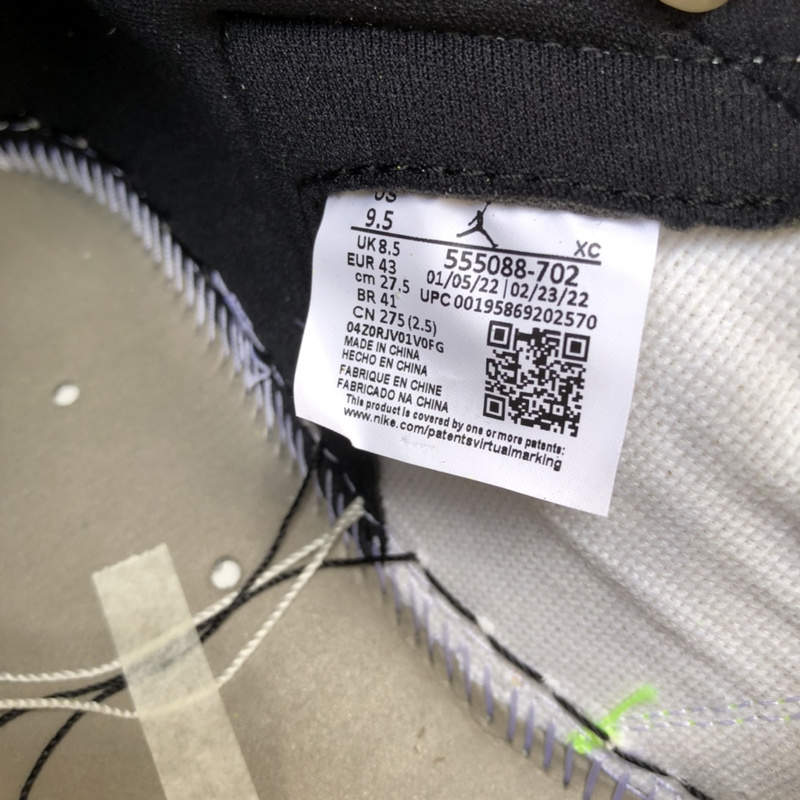 US
9.5
UK 8.5
EUR 43
cm 27.5
BR 41
CN 275 (2.5)
XC
555088-702
01/05/22 | 02/23/22
UPC 00195869202570
04Z0RJV01V0FG
MADE IN CHINA
HECHO EN CHINA
FABRIQUE EN CHINE
FABRICADO NA CHINA
This product is covered by one or more patents:
www.nike.com/patentsvirtualmarking